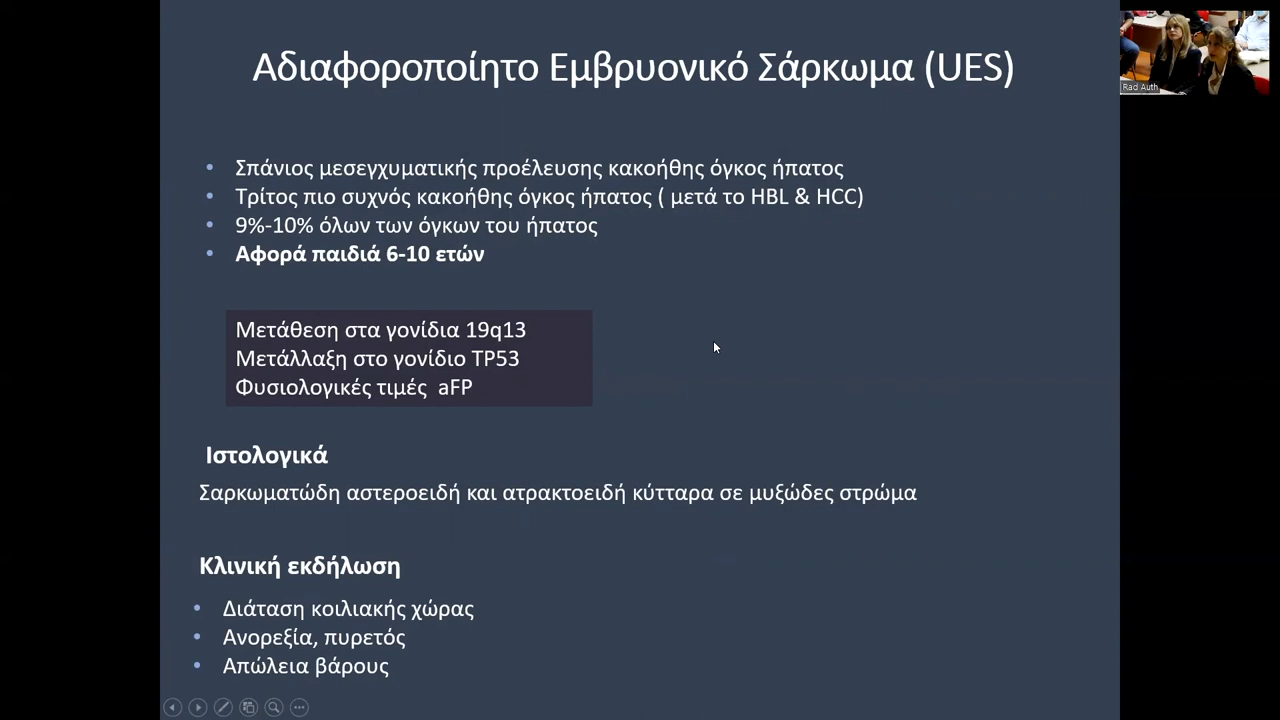 Αδιαφοροποίητο Εμβρυονικό Σάρκωμα (UES)
Rad Auth
• Σπάνιος μεσεγχυματικής προέλευσης κακοήθης όγκος ήπατος
• Τρίτος πιο συχνός κακοήθης όγκος ήπατος ( μετά το HBL & HCC)
• 9%-10% όλων των όγκων του ήπατος
• Αφορά παιδιά 6-10 ετών
Μετάθεση στα γονίδια 19q13
Μετάλλαξη στο γονίδιο TP53
Φυσιολογικές τιμές aFP
Ιστολογικά
Σαρκωματώδη αστεροειδή και ατρακτοειδή κύτταρα σε μυξώδες στρώμα
Κλινική εκδήλωση
• Διάταση κοιλιακής χώρας
• Ανορεξία, πυρετός
• Απώλεια βάρους